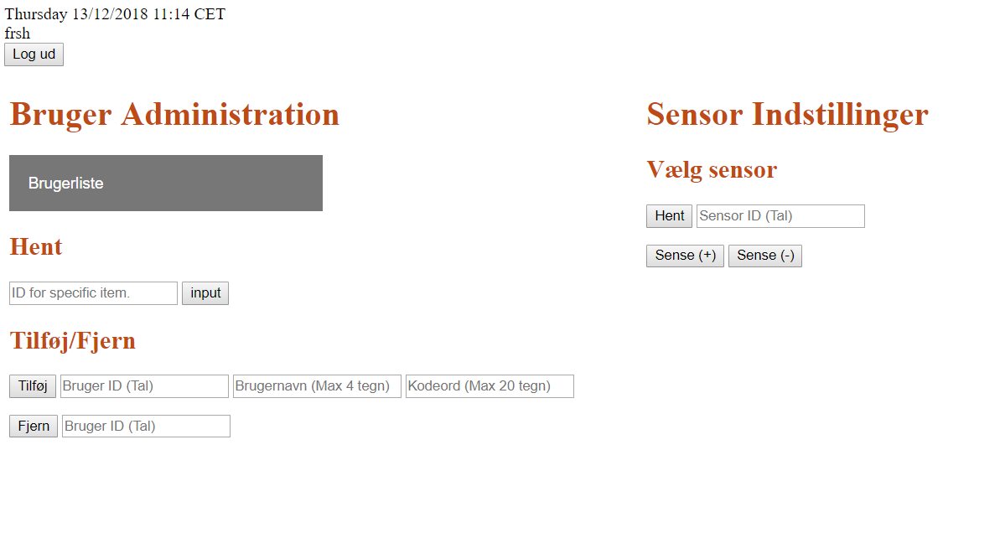 Thursday 13/12/2018 11:14 CET
frsh
Log ud
Bruger Administration
Brugerliste
Hent
ID for specific item. input
Tilføj/Fjern
Tilføj Bruger ID (Tal) Brugernavn (Max 4 tegn) Kodeord (Max 20 tegn)
Fjern Bruger ID (Tal)
Sensor Indstillinger
Vælg sensor
Hent Sensor ID (Tal)
Sense (+) Sense (-)